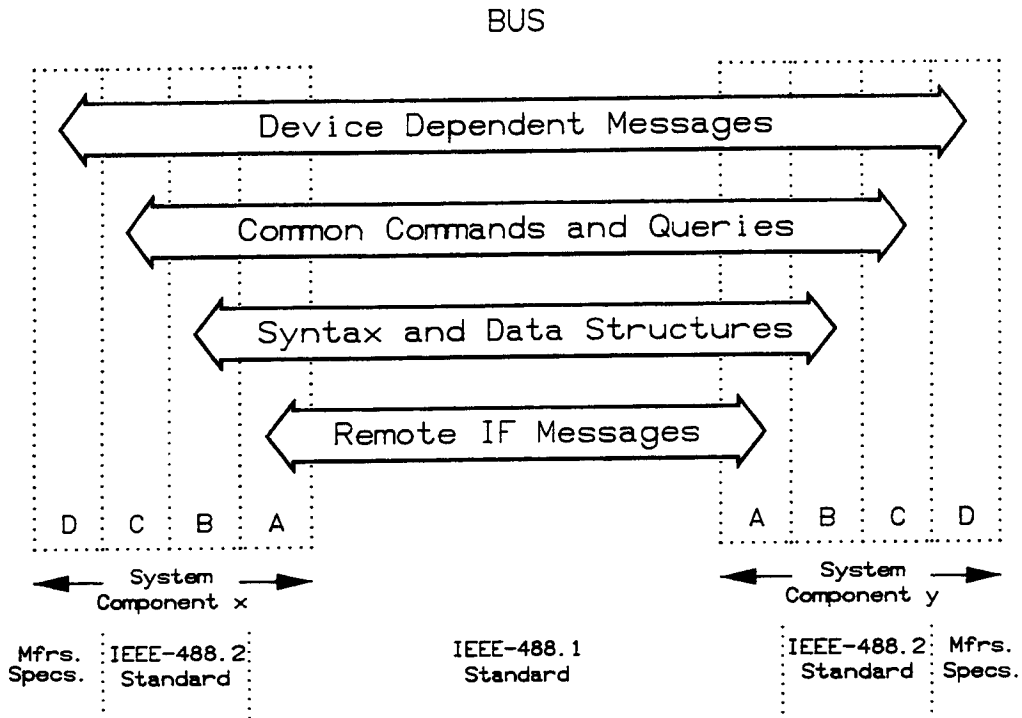 BUS
Device Dependent Messages
Common Commands and Queries
Syntax and Data Structures
Remote IF Messages
D C B A A B C D
System Component x
System Component y
Mfrs. Specs.
IEEE-488.2 Standard
IEEE-488.1 Standard
IEEE-488.2 Standard
Mfrs. Specs.